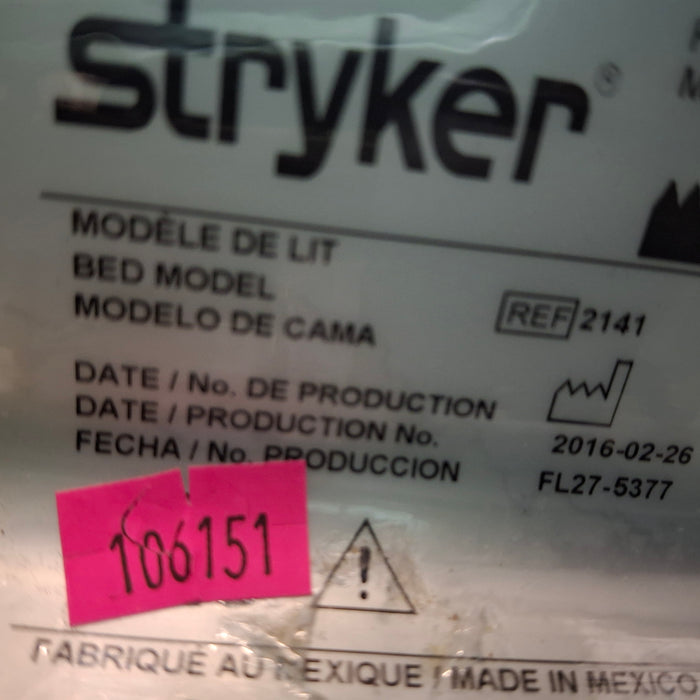 stryker®
MODÈLE DE LIT
BED MODEL
MODELO DE CAMA
REF 2141
DATE / No. DE PRODUCTION
DATE / PRODUCTION No.
FECHA / No. PRODUCCION
2016-02-26
FL27-5377
106151
!
FABRIQUÉ AU MEXIQUE / MADE IN MEXICO